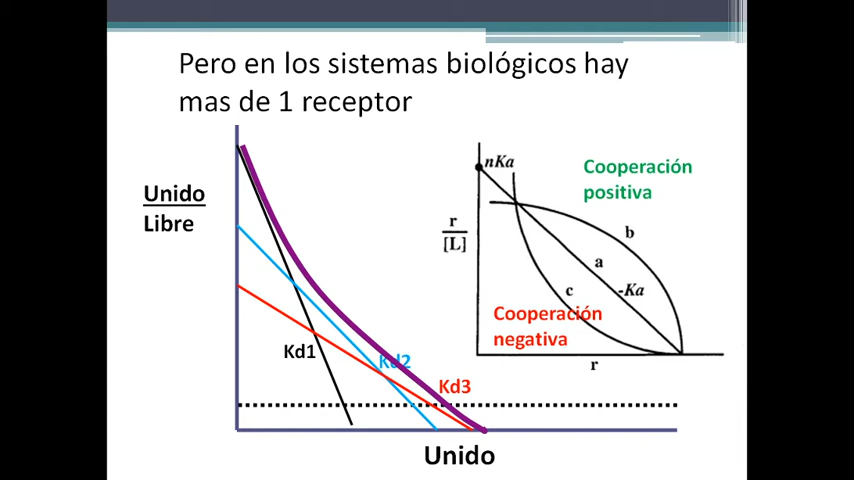 Pero en los sistemas biológicos hay
mas de 1 receptor
Unido
Libre
Kd1
Kd2
Kd3
Unido
nKa
Cooperación
positiva
r
[L]
b
a
c
-Ka
Cooperación
negativa
r